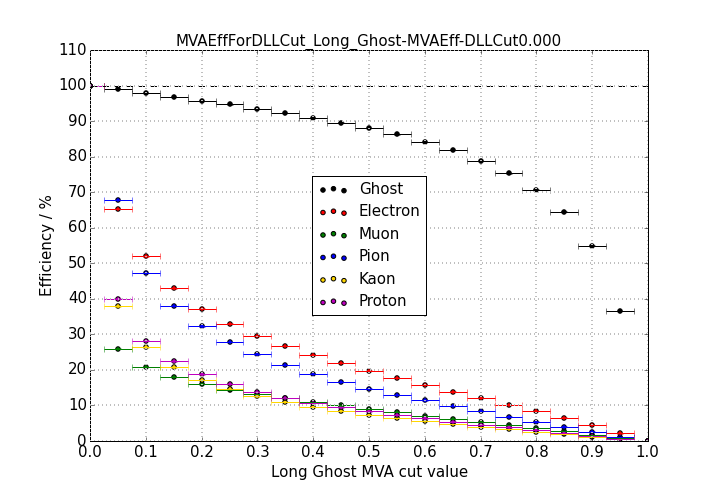 MVAEffForDLLCut_Long_Ghost-MVAEff-DLLCut0.000
110
100
90
80
70
60
50
40
30
20
10
0
Efficiency / %
Ghost
Electron
Muon
Pion
Kaon
Proton
0.0 0.1 0.2 0.3 0.4 0.5 0.6 0.7 0.8 0.9 1.0
Long Ghost MVA cut value